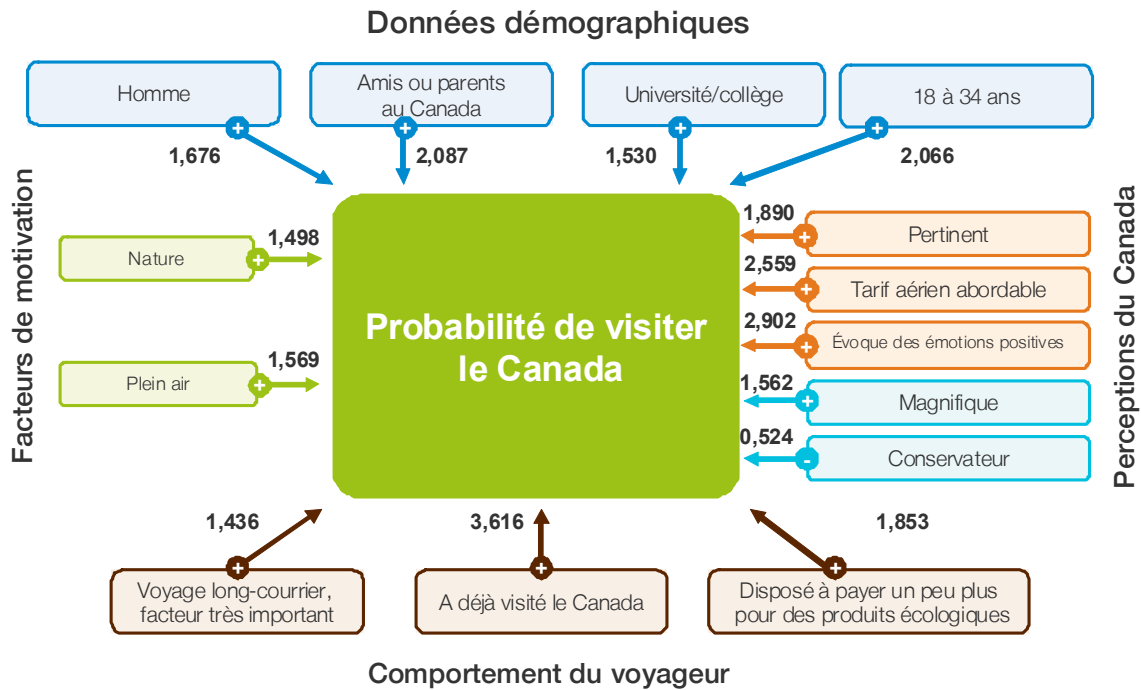 Données démographiques
Homme
Amis ou parents
au Canada
Université/collège
18 à 34 ans
+
+
+
+
1,676
2,087
1,530
2,066
Facteurs de motivation
Nature
+
1,498
Plein air
+
1,569
Probabilité de visiter
le Canada
1,890
+
Pertinent
2,559
+
Tarif aérien abordable
2,902
+
Évoque des émotions positives
1,562
+
Magnifique
0,524
-
Conservateur
Perceptions du Canada
1,436
3,616
1,853
+
+
+
Voyage long-courrier,
facteur très important
A déjà visité le Canada
Disposé à payer un peu plus
pour des produits écologiques
Comportement du voyageur